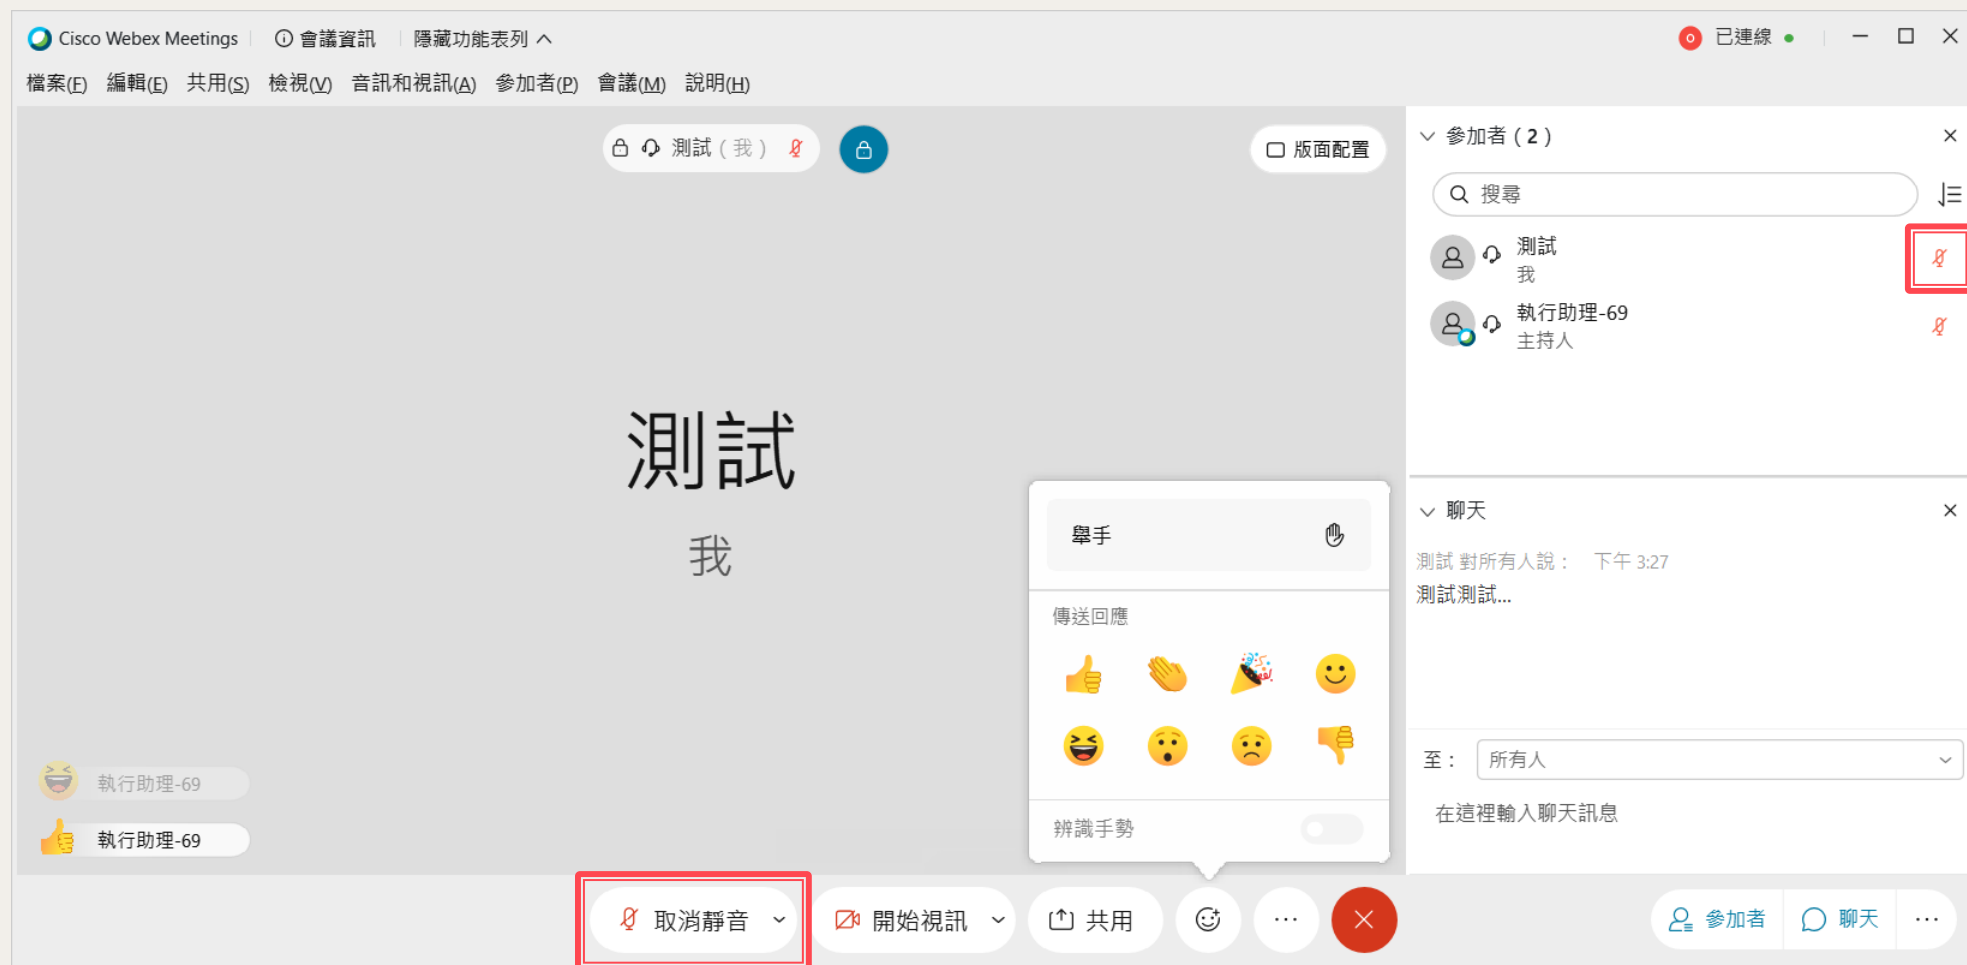 Cisco Webex Meetings 會議資訊 隱藏功能表列 已連線
檔案(F) 編輯(E) 共用(S) 檢視(V) 音訊和視訊(A) 參加者(P) 會議(M) 說明(H)
測試 ( 我 )
版面配置
測試
我
執行助理-69
執行助理-69
舉手
傳送回應
辨識手勢
取消靜音 開始視訊 共用
參加者 ( 2 )
搜尋
測試
我
執行助理-69
主持人
聊天
測試 對所有人說： 下午 3:27
測試測試...
至： 所有人
在這裡輸入聊天訊息
參加者 聊天